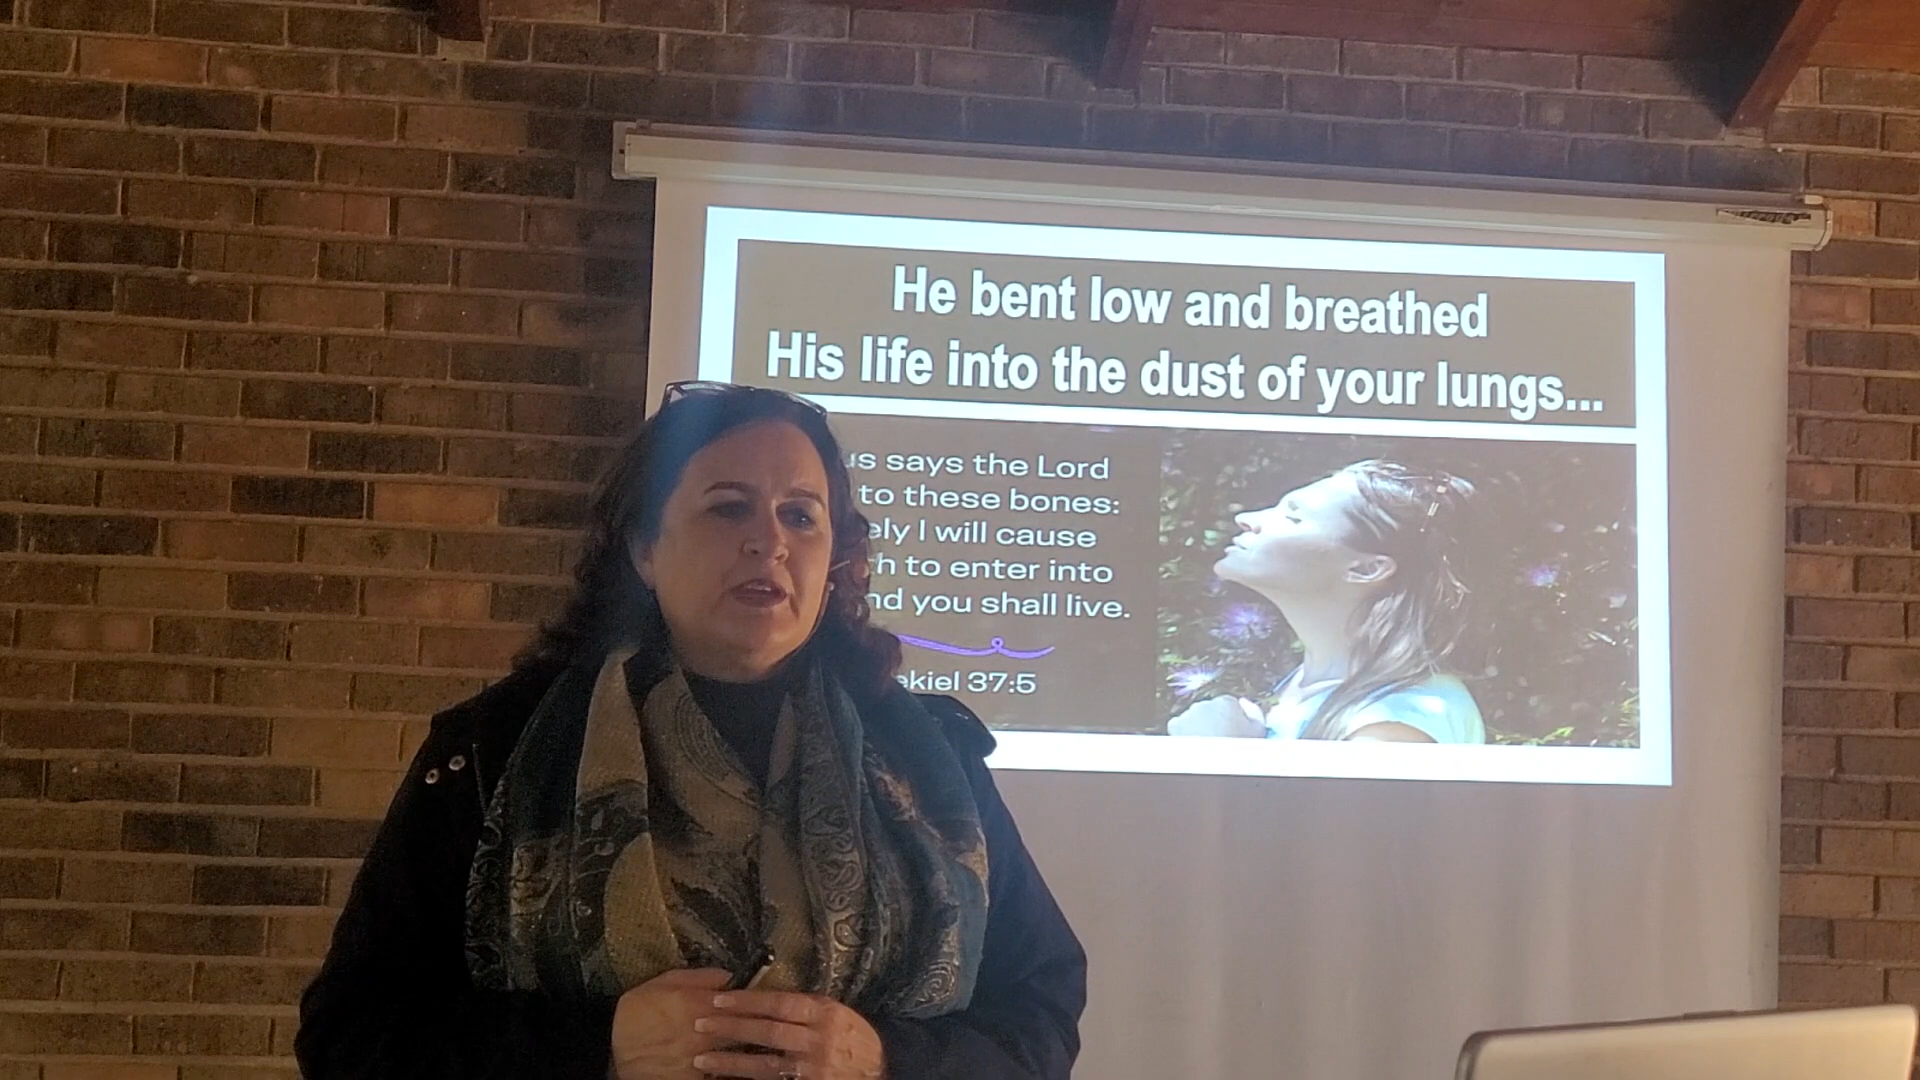 He bent low and breathed
His life into the dust of your lungs...
us says the Lord
to these bones:
ely I will cause
th to enter into
nd you shall live.
ekiel 37:5